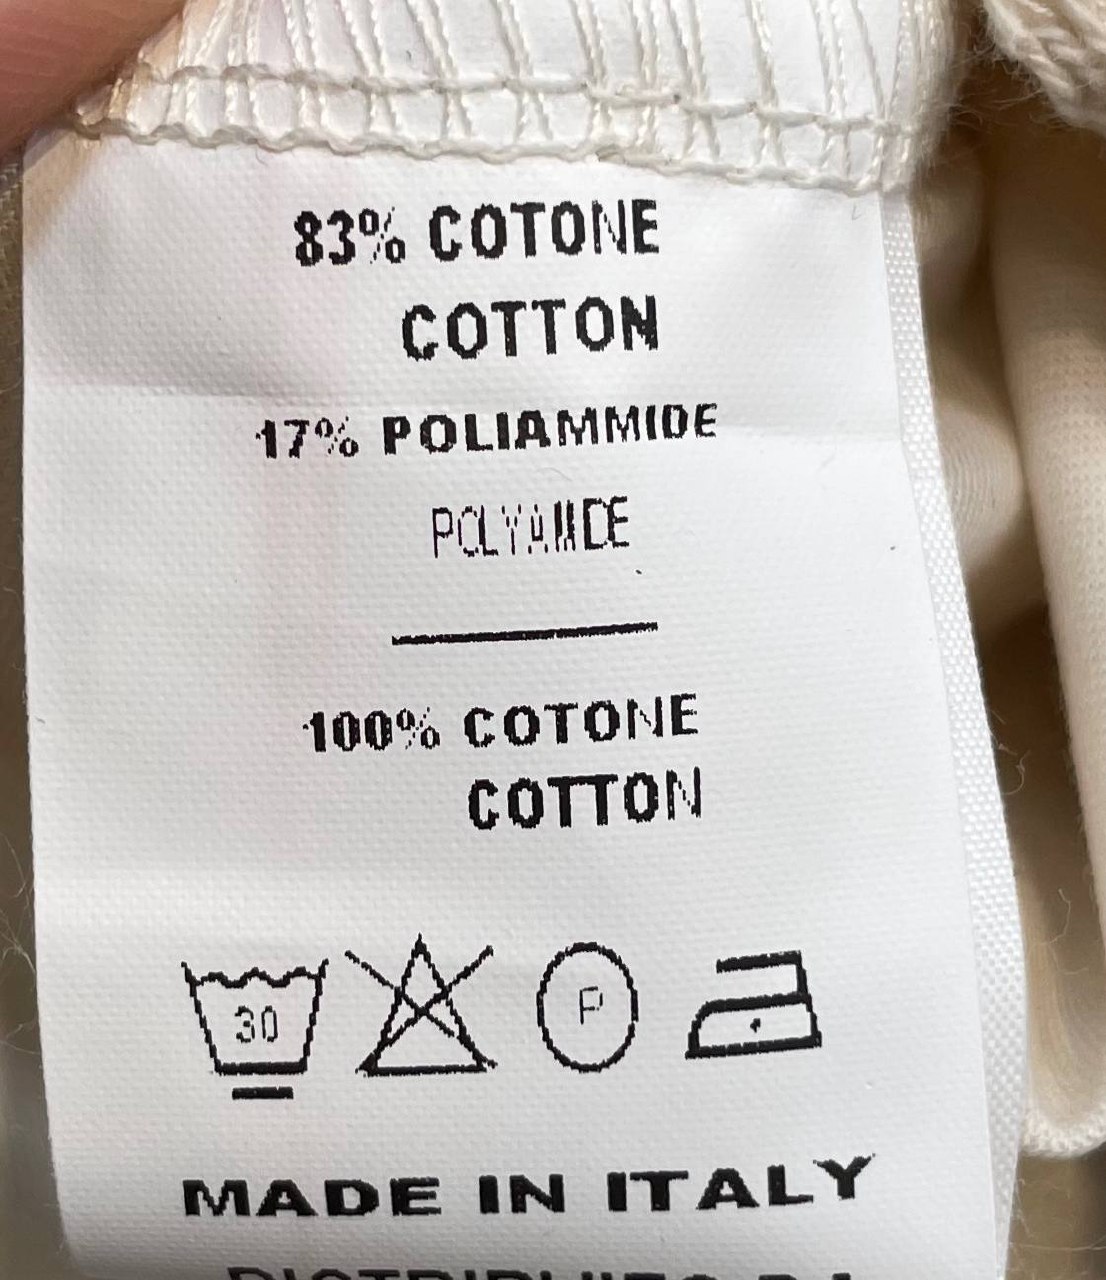 83% COTONE
COTTON
17% POLIAMMIDE
POLYAMIDE
100% COTONE
COTTON
30 P
MADE IN ITALY